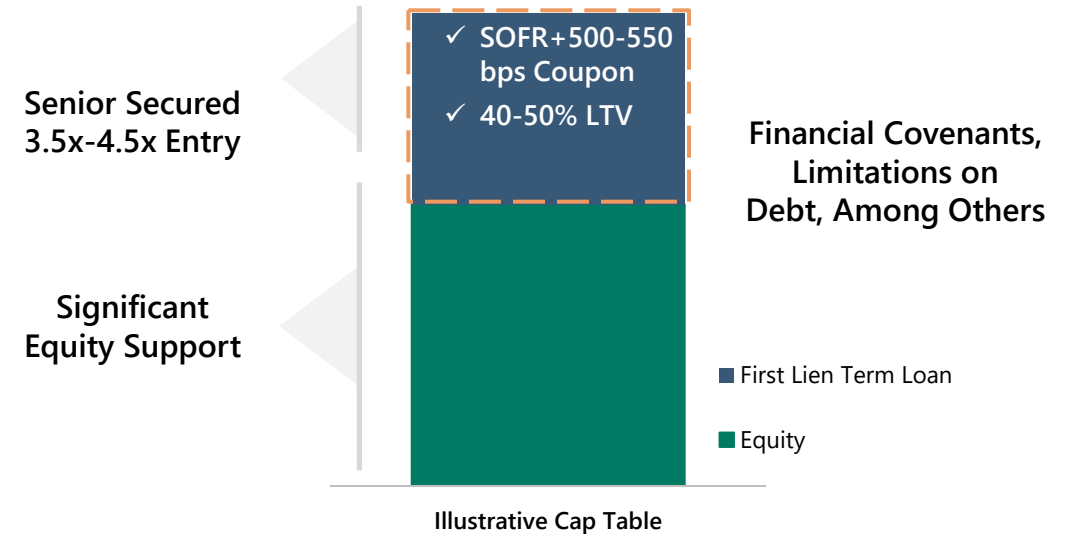 Senior Secured
3.5x-4.5x Entry
Significant
Equity Support
✓ SOFR+500-550
bps Coupon
✓ 40-50% LTV
Financial Covenants,
Limitations on
Debt, Among Others
First Lien Term Loan
Equity
Illustrative Cap Table